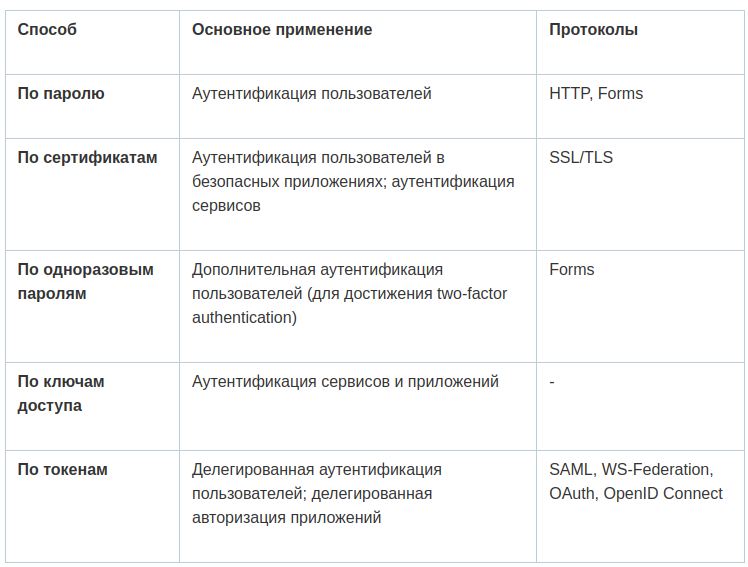 Способ
Основное применение
Протоколы
По паролю
Аутентификация пользователей
HTTP, Forms
По сертификатам
Аутентификация пользователей в
безопасных приложениях; аутентификация
сервисов
SSL/TLS
По одноразовым
паролям
Дополнительная аутентификация
пользователей (для достижения two-factor
authentication)
Forms
По ключам
доступа
Аутентификация сервисов и приложений
-
По токенам
Делегированная аутентификация
пользователей; делегированная
авторизация приложений
SAML, WS-Federation,
OAuth, OpenID Connect